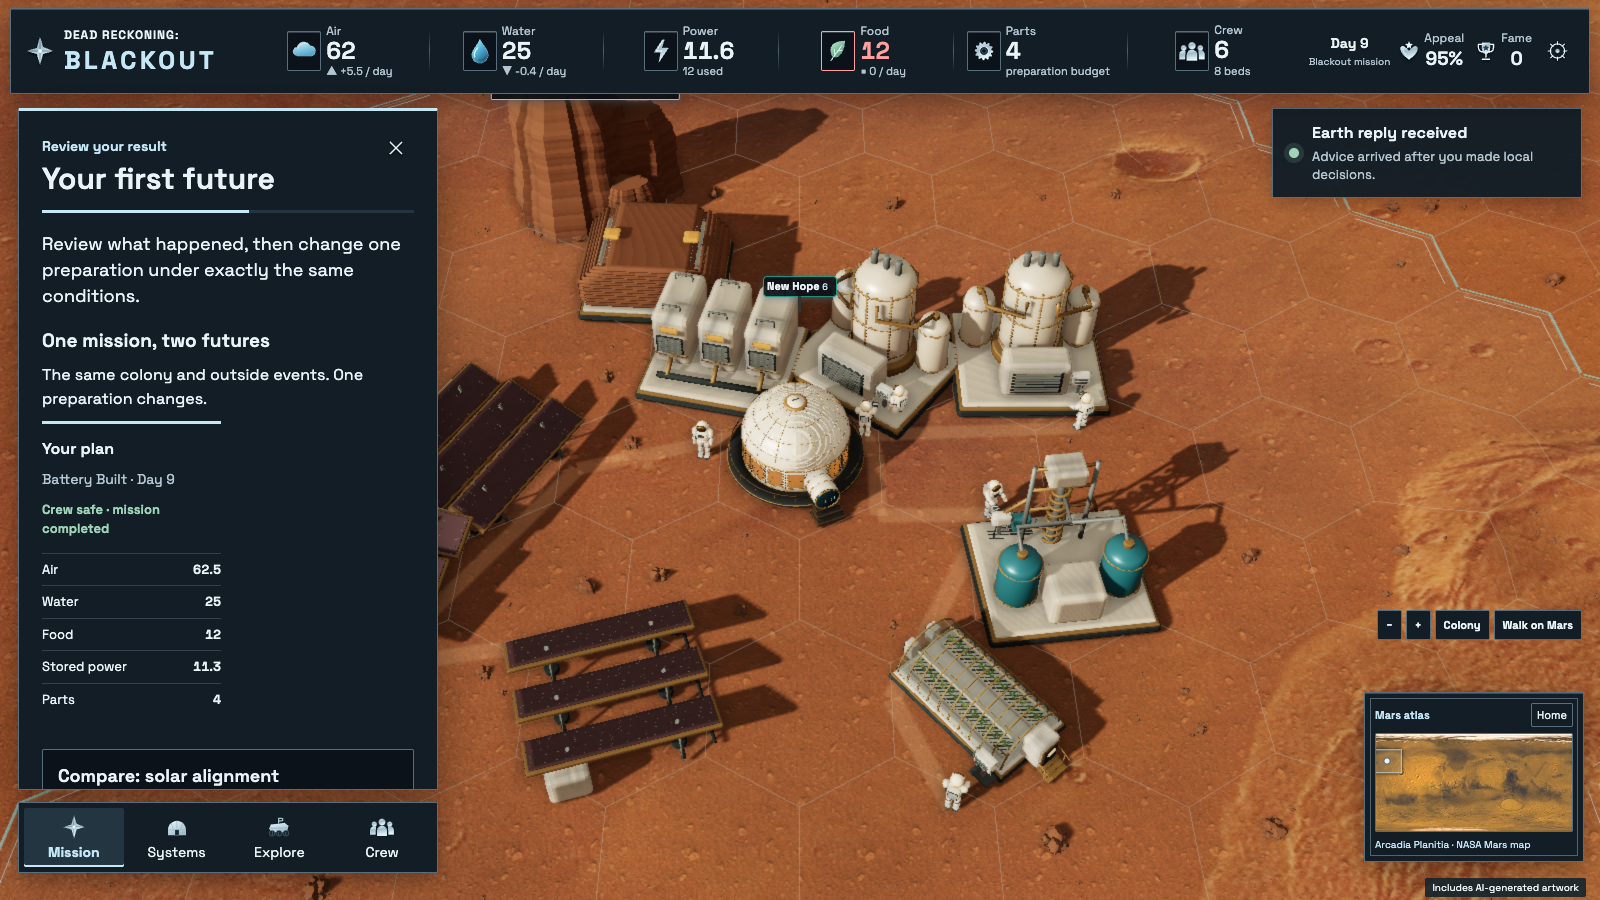 DEAD RECKONING:
BLACKOUT
Air
62
+5.5 / day
Water
25
-0.4 / day
Power
11.6
12 used
Food
12
0 / day
Parts
4
preparation budget
Crew
6
8 beds
Day 9
Blackout mission
Appeal
95%
Fame
0
Review your result
Your first future
Review what happened, then change one
preparation under exactly the same
conditions.
One mission, two futures
The same colony and outside events. One
preparation changes.
Your plan
Battery Built · Day 9
Crew safe · mission
completed
Air 62.5
Water 25
Food 12
Stored power 11.3
Parts 4
Compare: solar alignment
Mission
Systems
Explore
Crew
New Hope 6
Earth reply received
Advice arrived after you made local
decisions.
- + Colony Walk on Mars
Mars atlas
Home
Arcadia Planitia · NASA Mars map
Includes AI-generated artwork